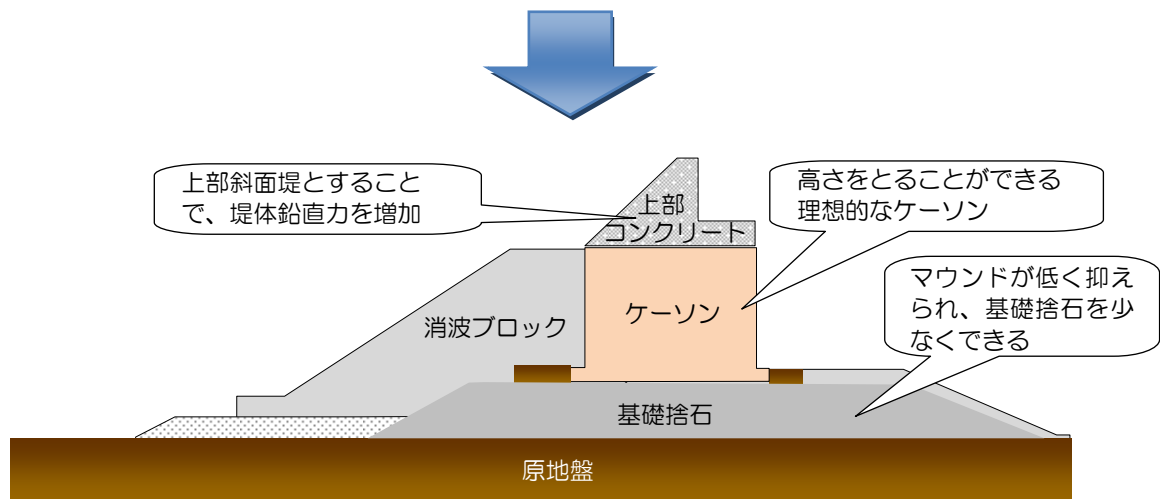 上部斜面堤とすること
で、堤体鉛直力を増加
高さをとることができる
理想的なケーソン
上部
コンクリート
マウンドが低く抑え
られ、基礎捨石を少
なくできる
ケーソン
消波ブロック
基礎捨石
原地盤